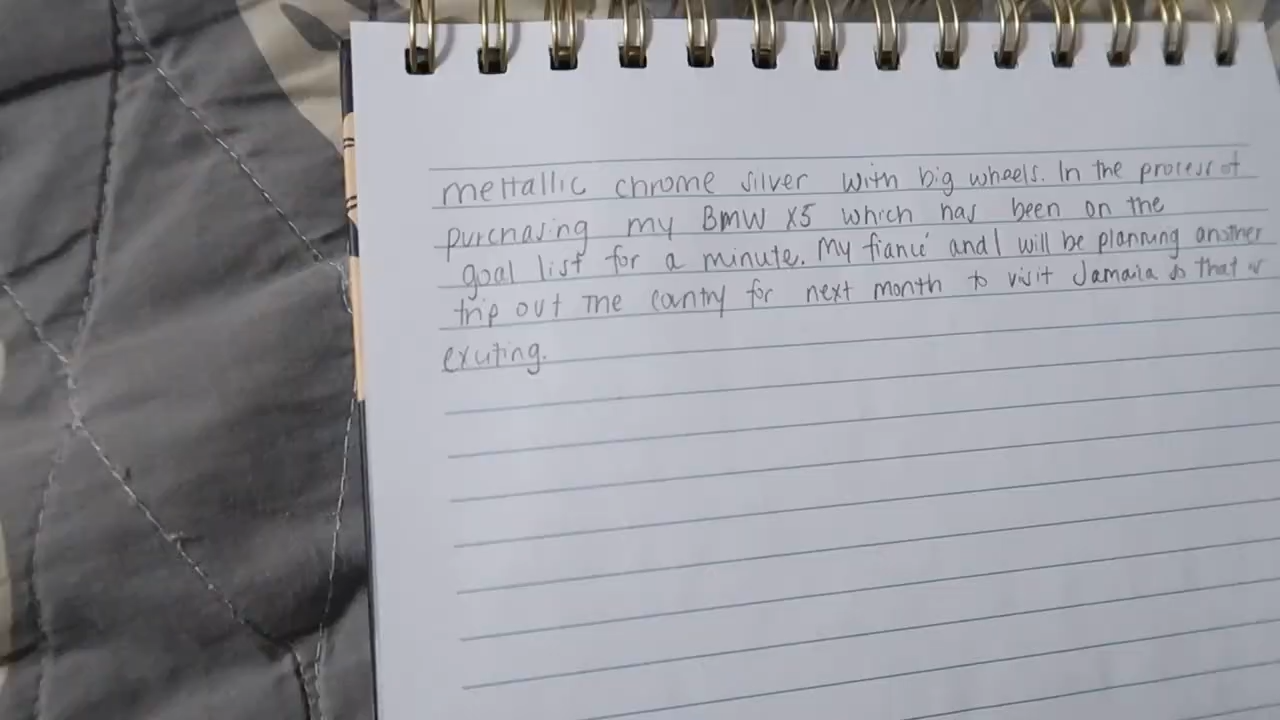 mettallic chrome silver with big wheels. In the process of
purchasing my BMW X5 which has been on the
goal list for a minute. My fiancé and I will be planning another
trip out the country for next month to visit Jamaica so that is
exciting.